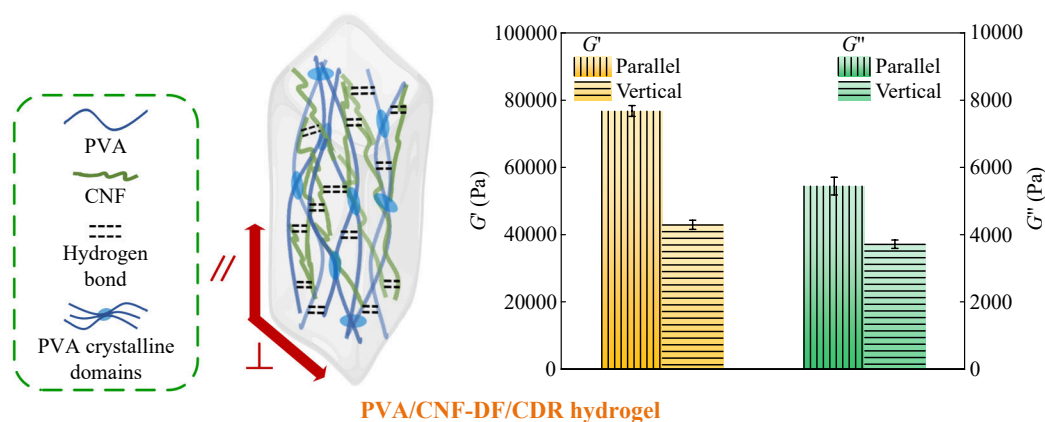 PVA
CNF
Hydrogen
bond
PVA crystalline
domains
//
⊥
G' (Pa)
100000
80000
60000
40000
20000
0
G'
Parallel
Vertical
G''
Parallel
Vertical
10000
8000
6000
4000
2000
0
G'' (Pa)
PVA/CNF-DF/CDR hydrogel